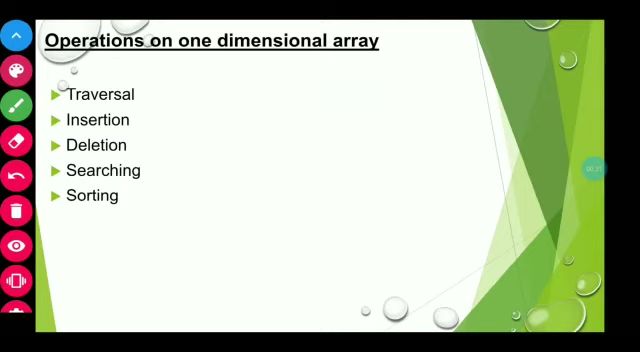 Operations on one dimensional array
Traversal
Insertion
Deletion
Searching
Sorting